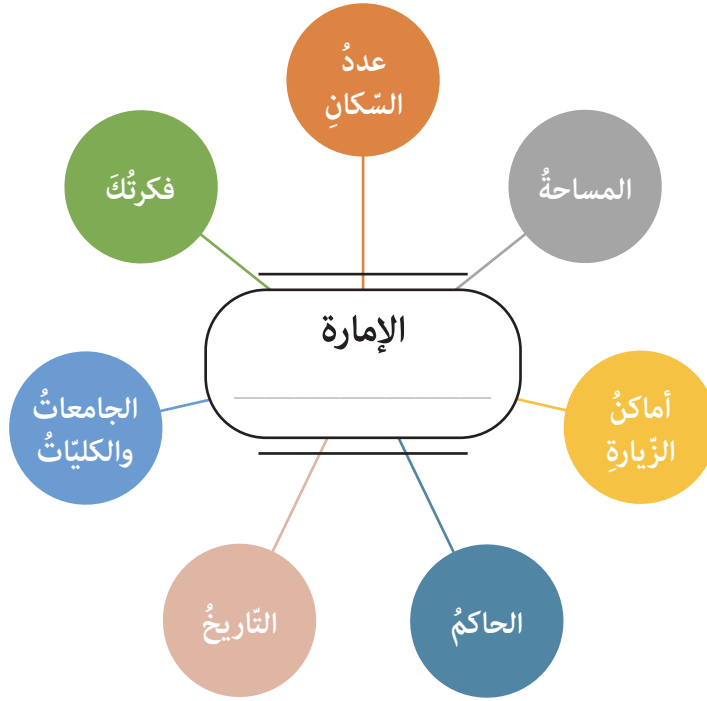 عددُ
السّكانِ
المساحةُ
فكرتُكَ
الإمارة
أماكنُ
الزّيارةِ
الجامعاتُ
والكليّاتُ
الحاكمُ
التّاريخُ